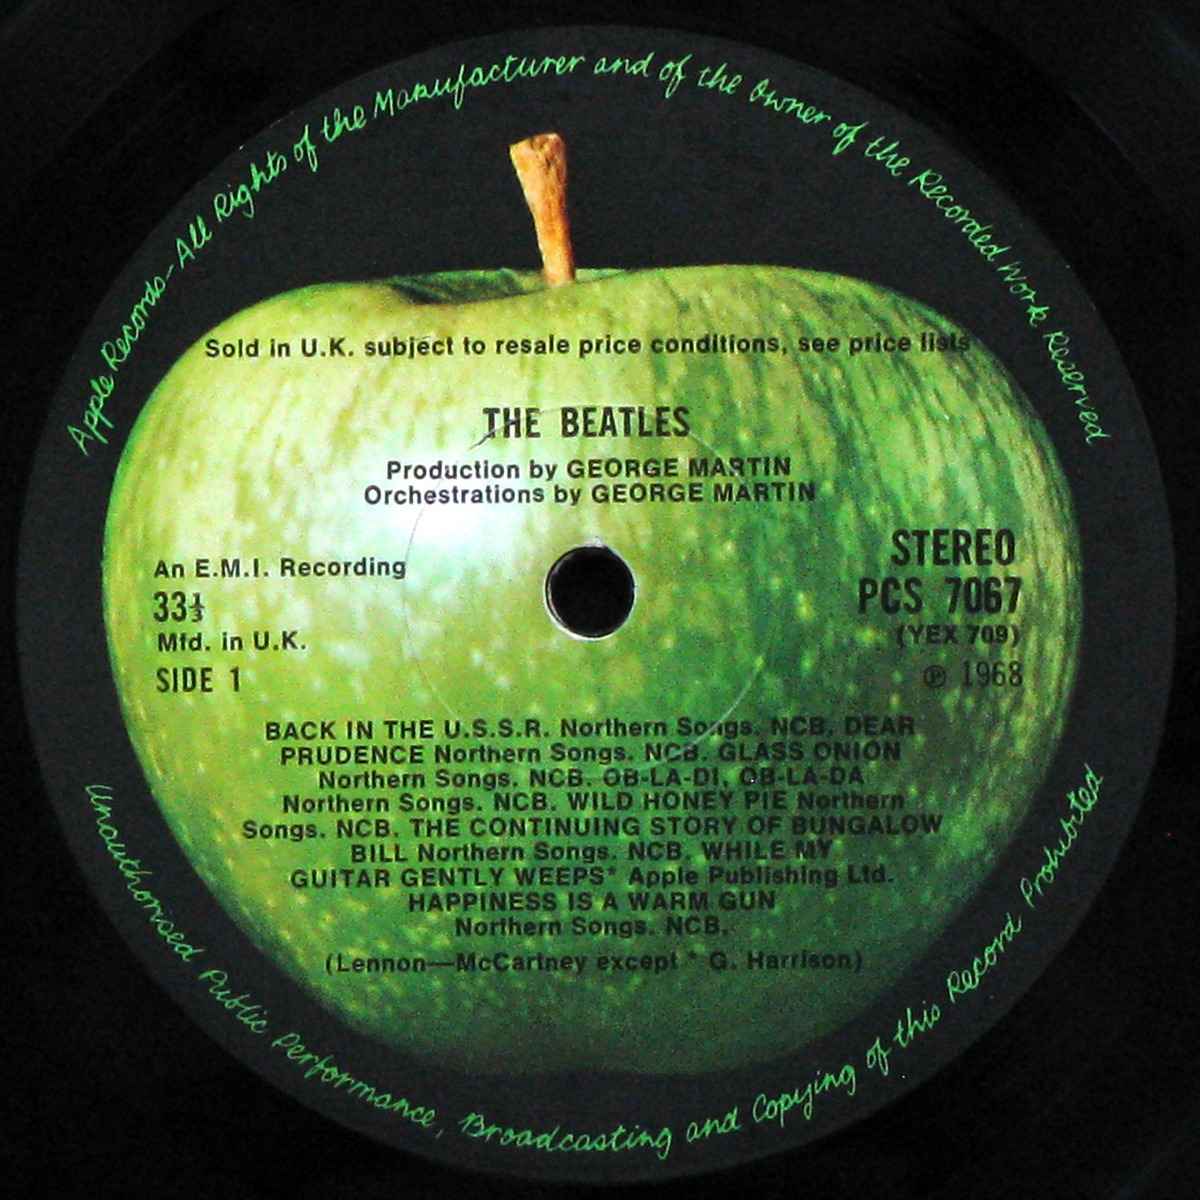 Apple Records-All Rights of the Manufacturer and of the Owner of the Recorded Work Reserved
Sold in U.K. subject to resale price conditions, see price lists
THE BEATLES
Production by GEORGE MARTIN
Orchestrations by GEORGE MARTIN
An E.M.I. Recording
33⅓
Mfd. in U.K.
SIDE 1
STEREO
PCS 7067
(YEX 709)
℗ 1968
BACK IN THE U.S.S.R. Northern Songs. NCB. DEAR
PRUDENCE Northern Songs. NCB. GLASS ONION
Northern Songs. NCB. OB-LA-DI, OB-LA-DA
Northern Songs. NCB. WILD HONEY PIE Northern
Songs. NCB. THE CONTINUING STORY OF BUNGALOW
BILL Northern Songs. NCB. WHILE MY
GUITAR GENTLY WEEPS* Apple Publishing Ltd.
HAPPINESS IS A WARM GUN
Northern Songs. NCB.
(Lennon—McCartney except * G. Harrison)
Unauthorised Public Performance, Broadcasting and Copying of this Record Prohibited